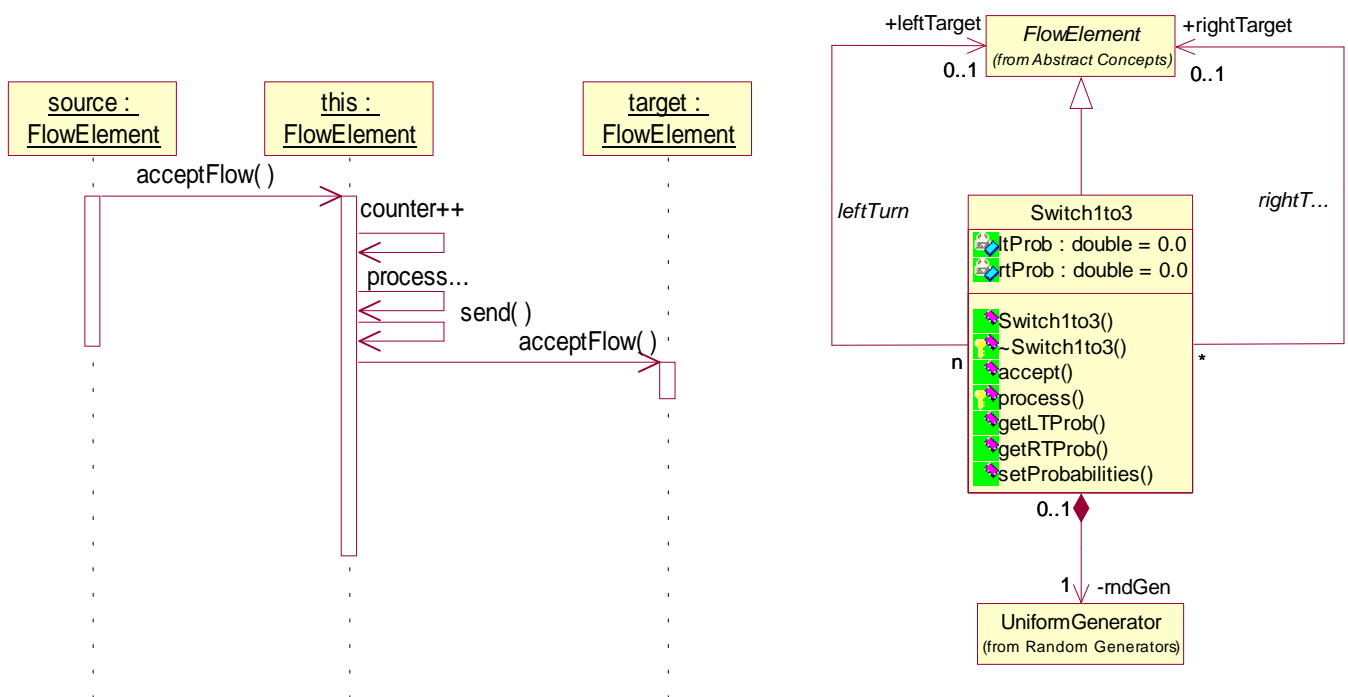 source :
FlowElement
this :
FlowElement
target :
FlowElement
acceptFlow( )
counter++
process...
send( )
acceptFlow( )
+leftTarget
FlowElement
(from Abstract Concepts)
+rightTarget
0..1
0..1
leftTurn
rightT...
Switch1to3
ltProb : double = 0.0
rtProb : double = 0.0
Switch1to3()
~Switch1to3()
accept()
process()
getLTProb()
getRTProb()
setProbabilities()
n
*
0..1
1
-rndGen
UniformGenerator
(from Random Generators)